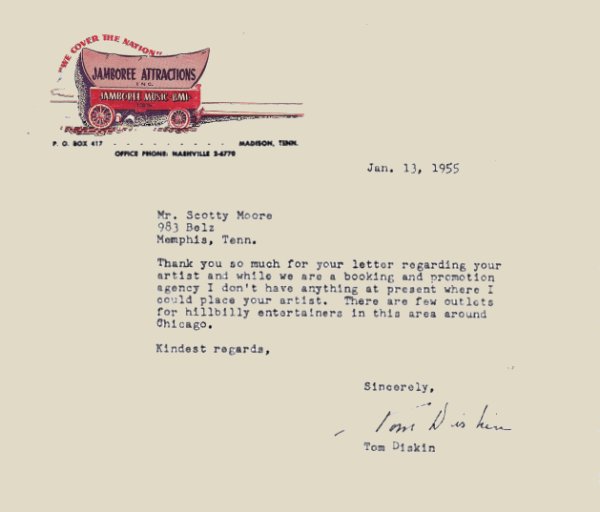 "WE COVER THE NATION"
JAMBOREE ATTRACTIONS
INC.
JAMBOREE MUSIC-BMI-
P. O. BOX 417 - - - - - - - - - - MADISON, TENN.
OFFICE PHONE: NASHVILLE 8-4770
Jan. 13, 1955
Mr. Scotty Moore
983 Belz
Memphis, Tenn.
Thank you so much for your letter regarding your
artist and while we are a booking and promotion
agency I don't have anything at present where I
could place your artist. There are few outlets
for hillbilly entertainers in this area around
Chicago.
Kindest regards,
Sincerely,
Tom Diskin
Tom Diskin